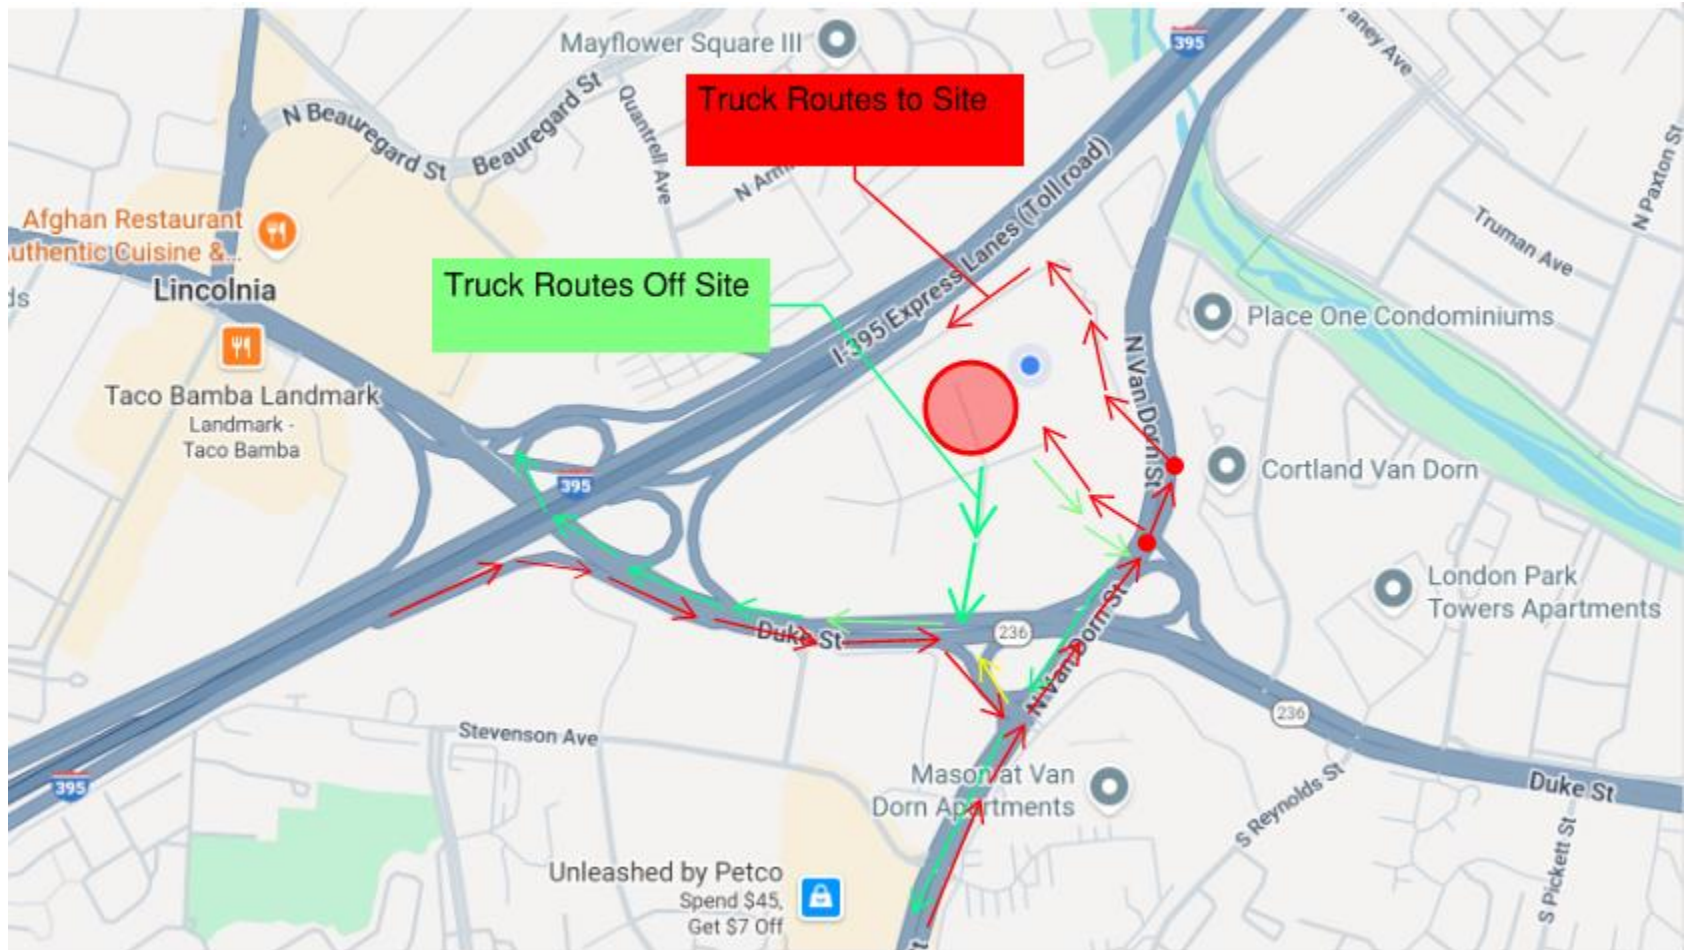 Mayflower Square III
395
Taney Ave
N Beauregard St
Beauregard St
Quantrell Ave
Truck Routes to Site
N Paxton St
Afghan Restaurant
Authentic Cuisine &...
Truman Ave
Lincolnia
Truck Routes Off Site
I-395 Express Lanes (Toll road)
Place One Condominiums
N Van Dorn St
Taco Bamba Landmark
Landmark -
Taco Bamba
Cortland Van Dorn
395
London Park
Towers Apartments
Duke St
236
N Van Dorn St
236
Stevenson Ave
395
Mason at Van
Dorn Apartments
Duke St
S Reynolds St
S Pickett St
Unleashed by Petco
Spend $45,
Get $7 Off